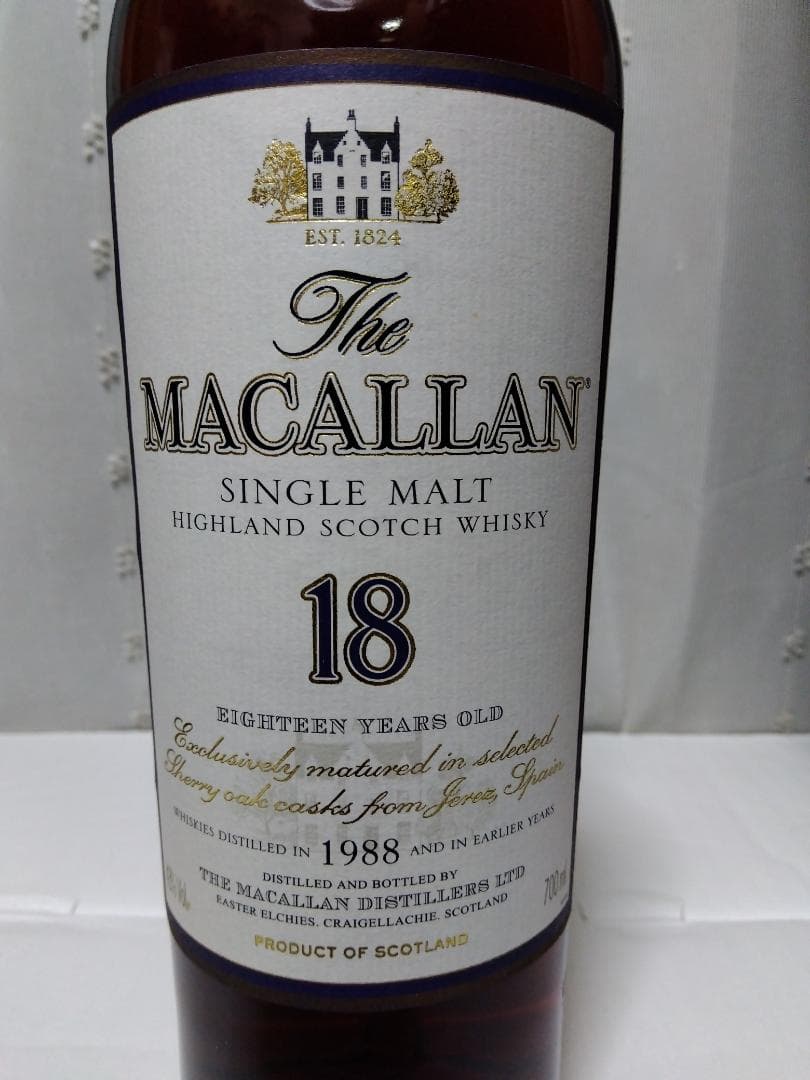 EST. 1824
The
MACALLAN®
SINGLE MALT
HIGHLAND SCOTCH WHISKY
18
EIGHTEEN YEARS OLD
Exclusively matured in selected
Sherry oak casks from Jerez, Spain
WHISKIES DISTILLED IN 1988 AND IN EARLIER YEARS
DISTILLED AND BOTTLED BY
THE MACALLAN DISTILLERS LTD
EASTER ELCHIES, CRAIGELLACHIE, SCOTLAND
700
PRODUCT OF SCOTLAND